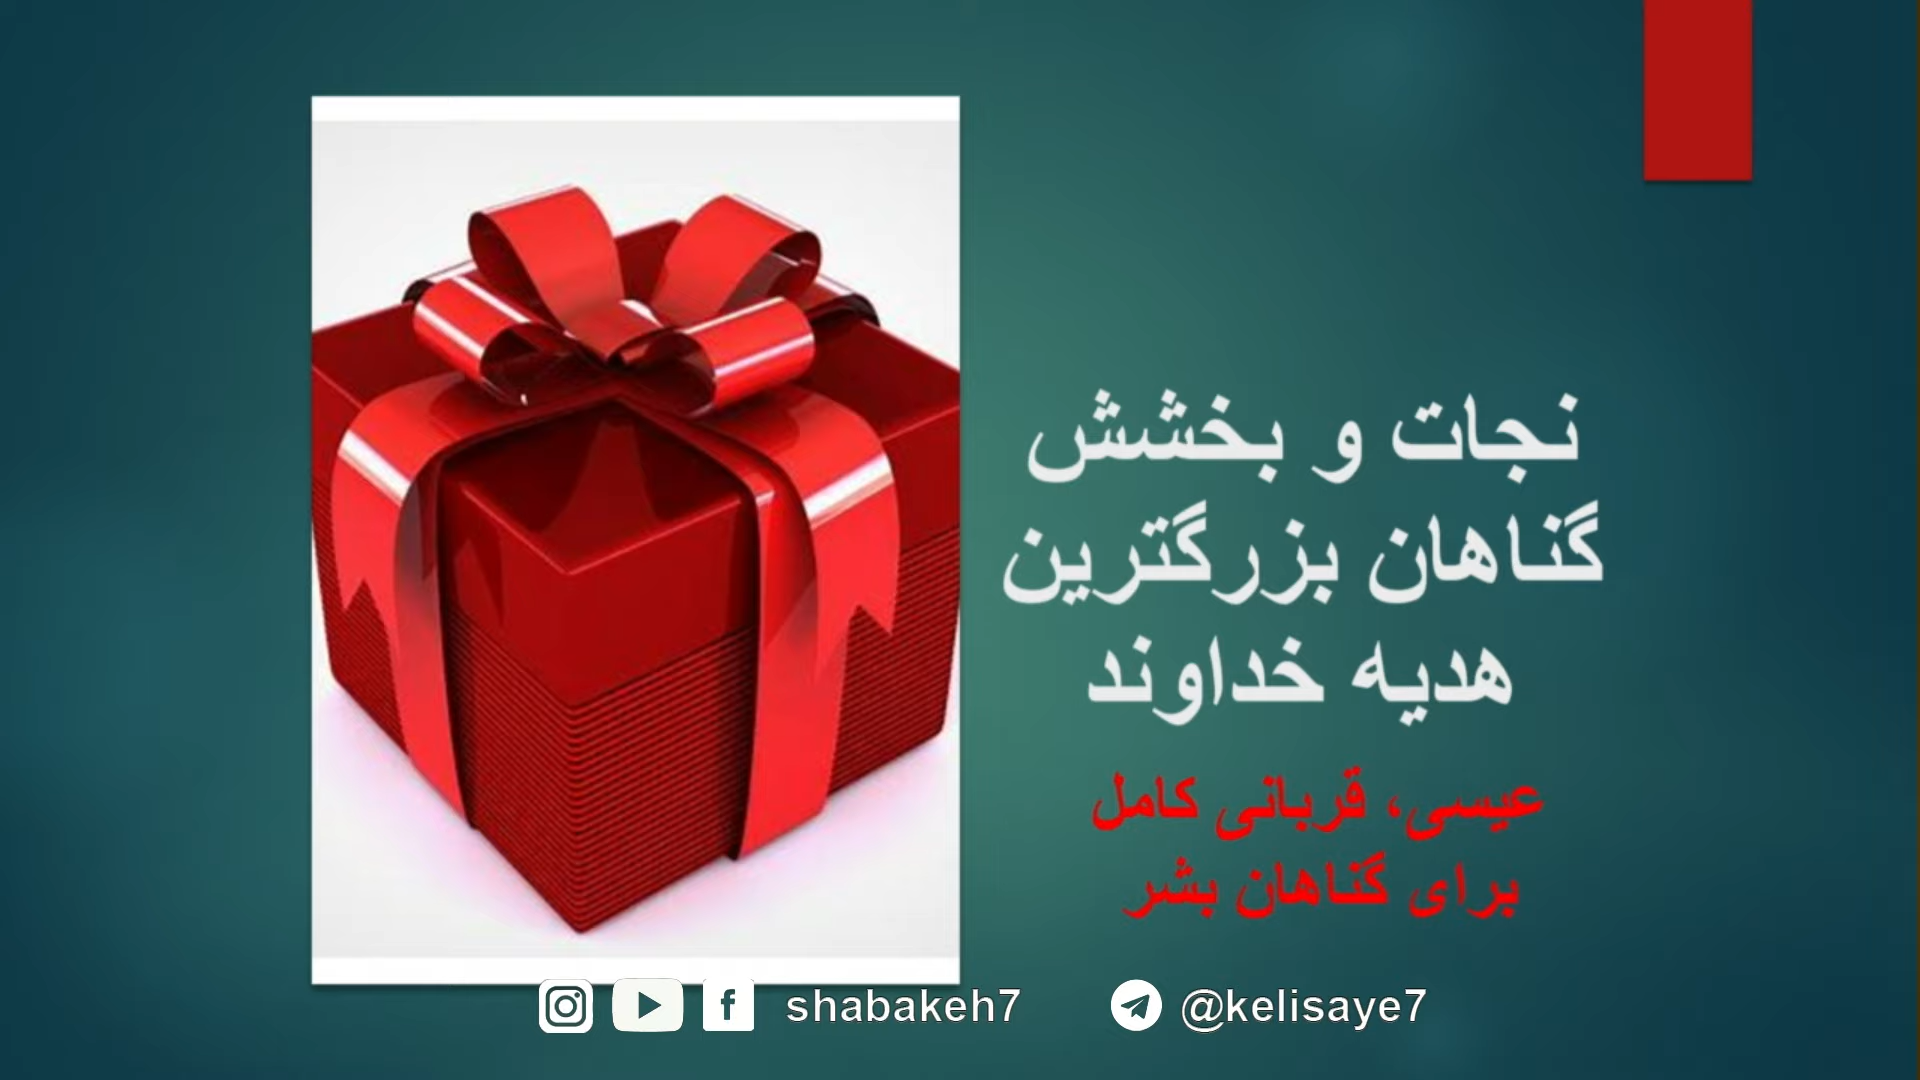 نجات و بخشش
گناهان بزرگترین
هدیه خداوند
عیسی، قربانی کامل
برای گناهان بشر
shabakeh7
@kelisaye7